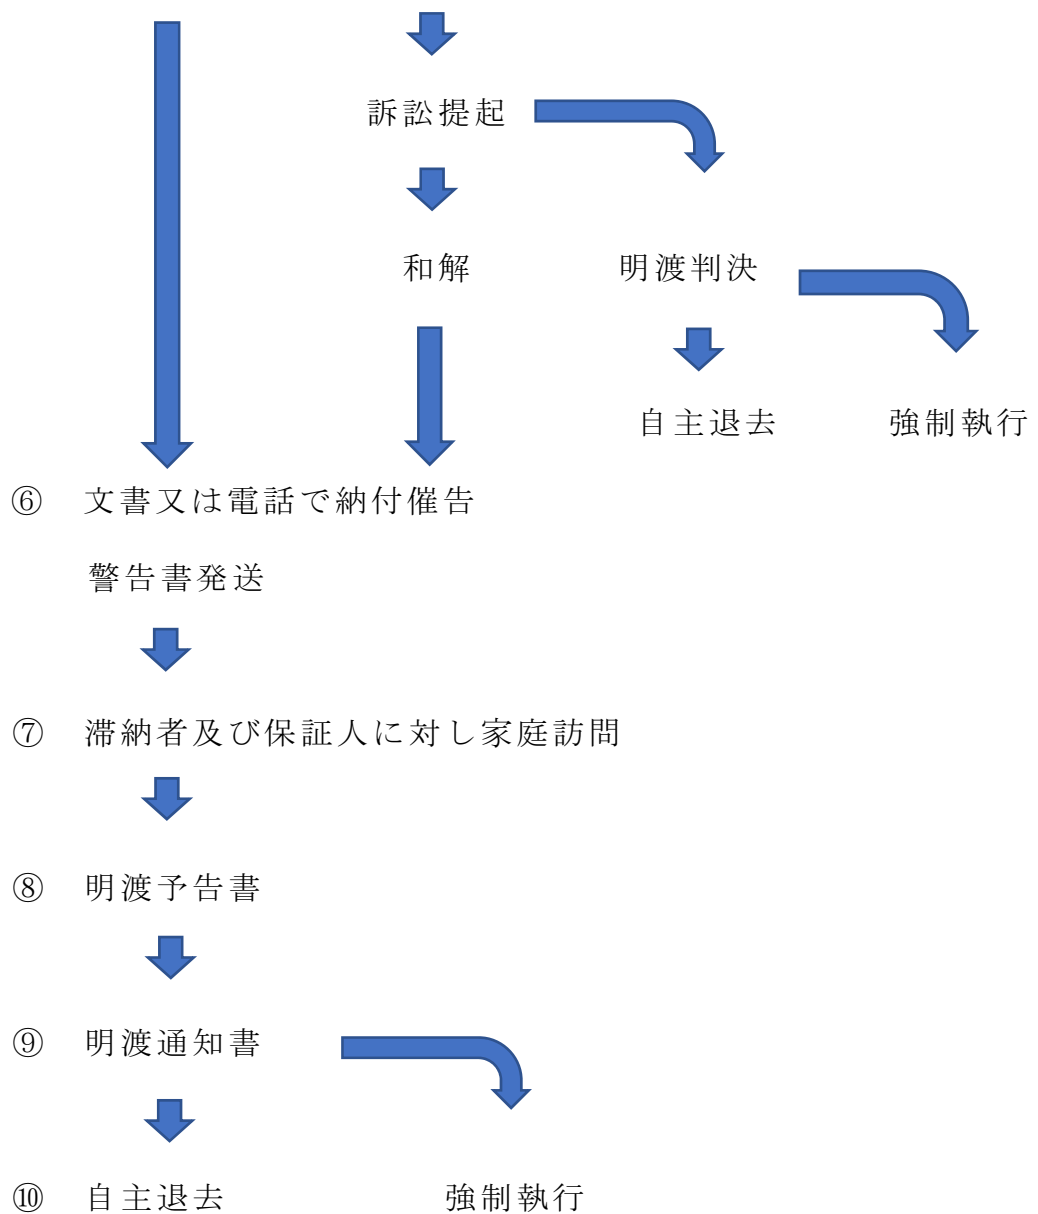 訴訟提起
和解　明渡判決
自主退去　強制執行
⑥　文書又は電話で納付催告
警告書発送
⑦　滞納者及び保証人に対し家庭訪問
⑧　明渡予告書
⑨　明渡通知書
⑩　自主退去　強制執行